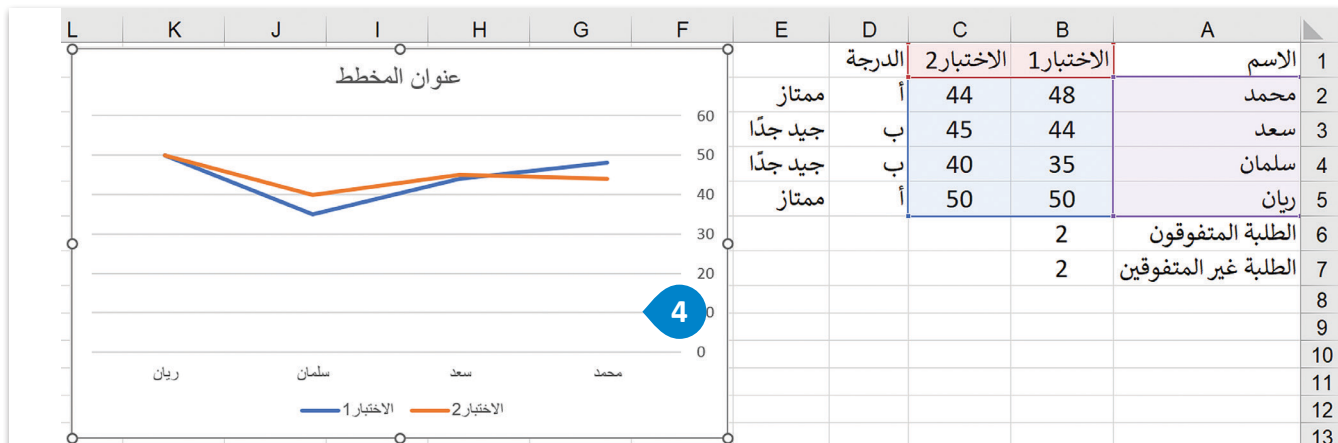 A B C D E F G H I J K L
1 الاسم الاختبار1 الاختبار2 الدرجة
2 محمد 48 44 أ ممتاز
3 سعد 44 45 ب جيد جدًا
4 سلمان 35 40 ب جيد جدًا
5 ريان 50 50 أ ممتاز
6 الطلبة المتفوقون 2
7 الطلبة غير المتفوقين 2
8
9
10
11
12
13
عنوان المخطط
60
50
40
30
20
0
4
0
محمد سعد سلمان ريان
الاختبار2 الاختبار1